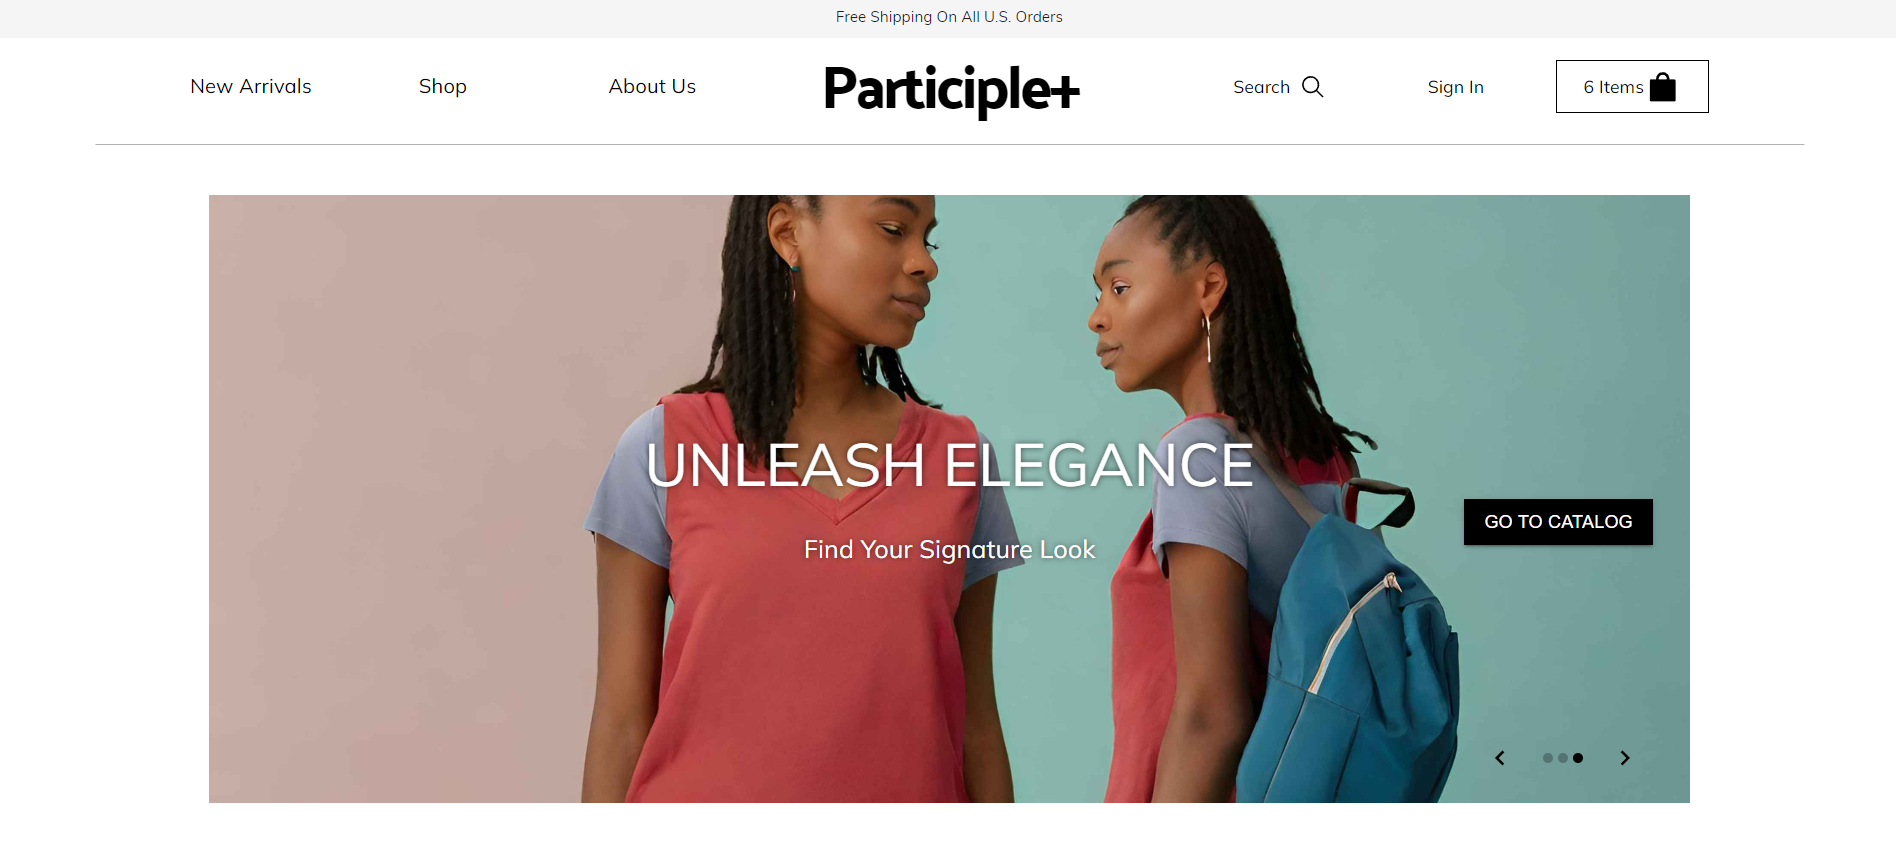 Free Shipping On All U.S. Orders
New Arrivals
Shop
About Us
Participle+
Search
Sign In
6 Items
UNLEASH ELEGANCE
Find Your Signature Look
GO TO CATALOG